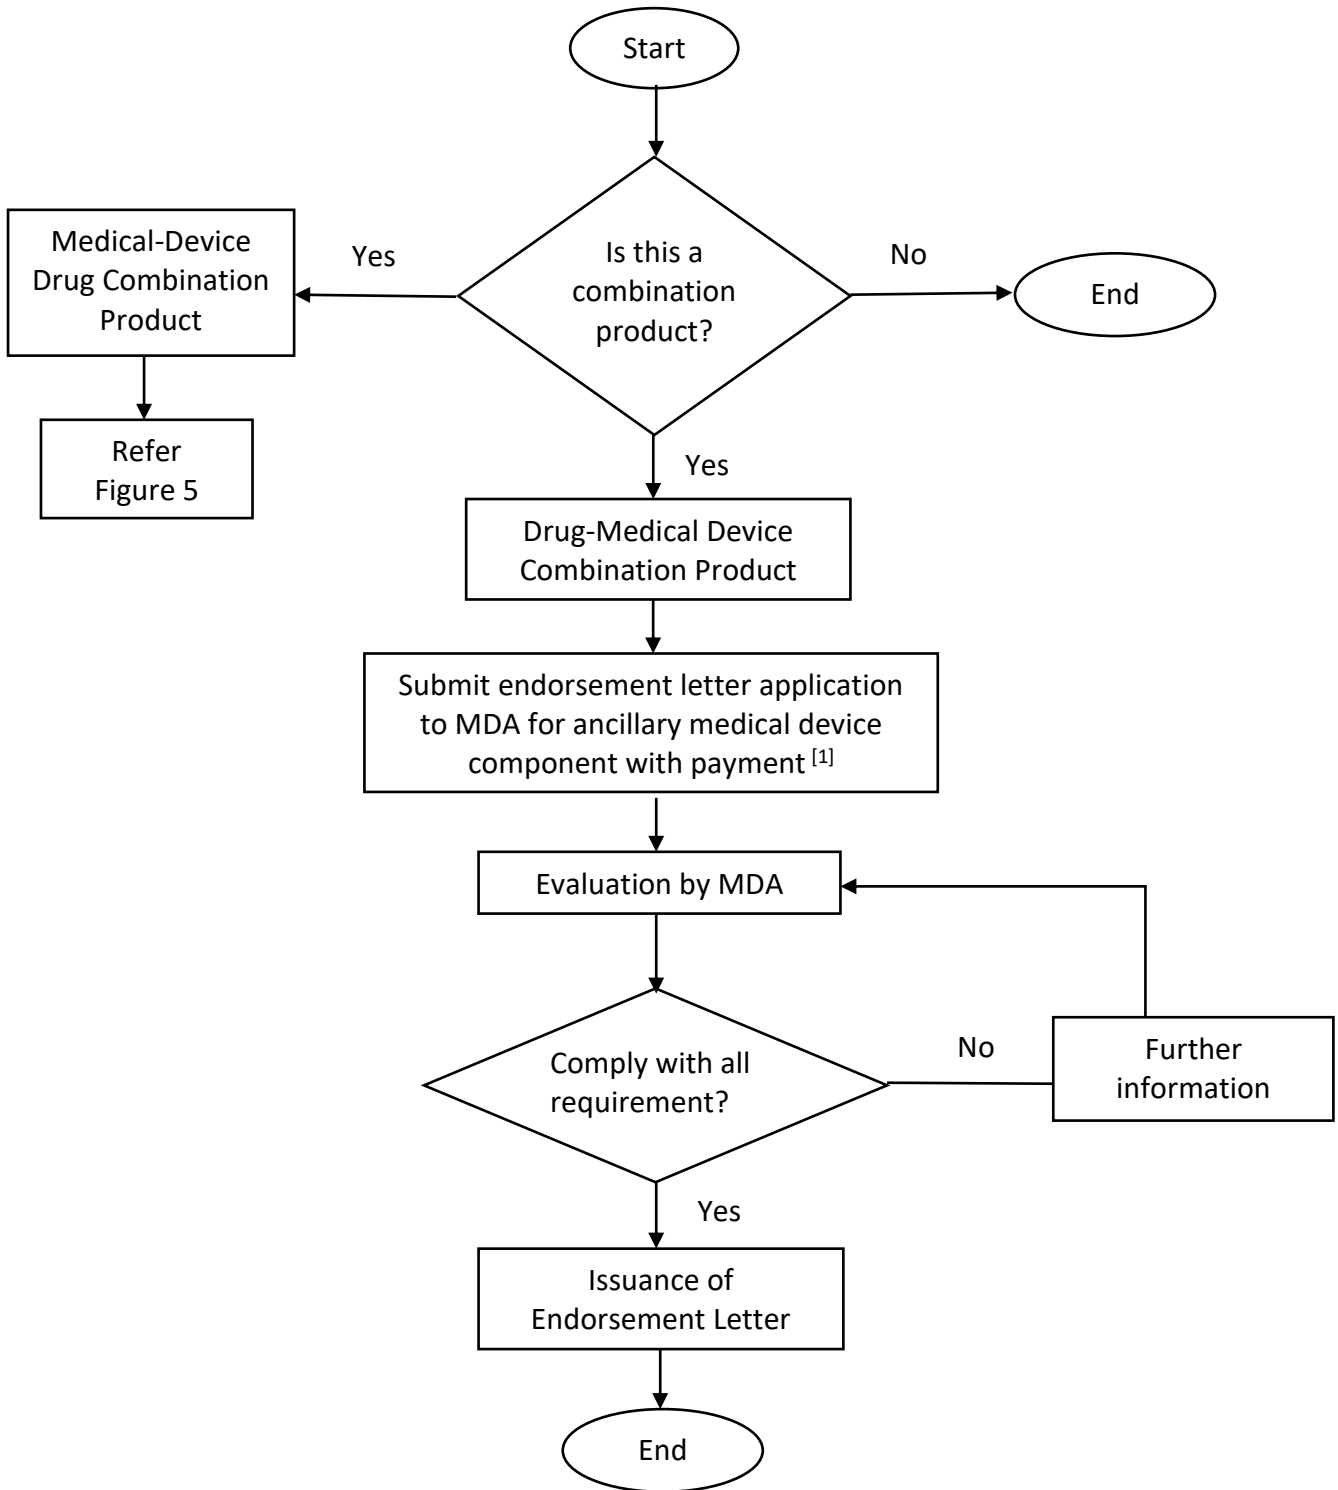 Start
Is this a
combination
product?
Yes
No
Medical-Device
Drug Combination
Product
End
Refer
Figure 5
Yes
Drug-Medical Device
Combination Product
Submit endorsement letter application
to MDA for ancillary medical device
component with payment [1]
Evaluation by MDA
Comply with all
requirement?
No
Further
information
Yes
Issuance of
Endorsement Letter
End